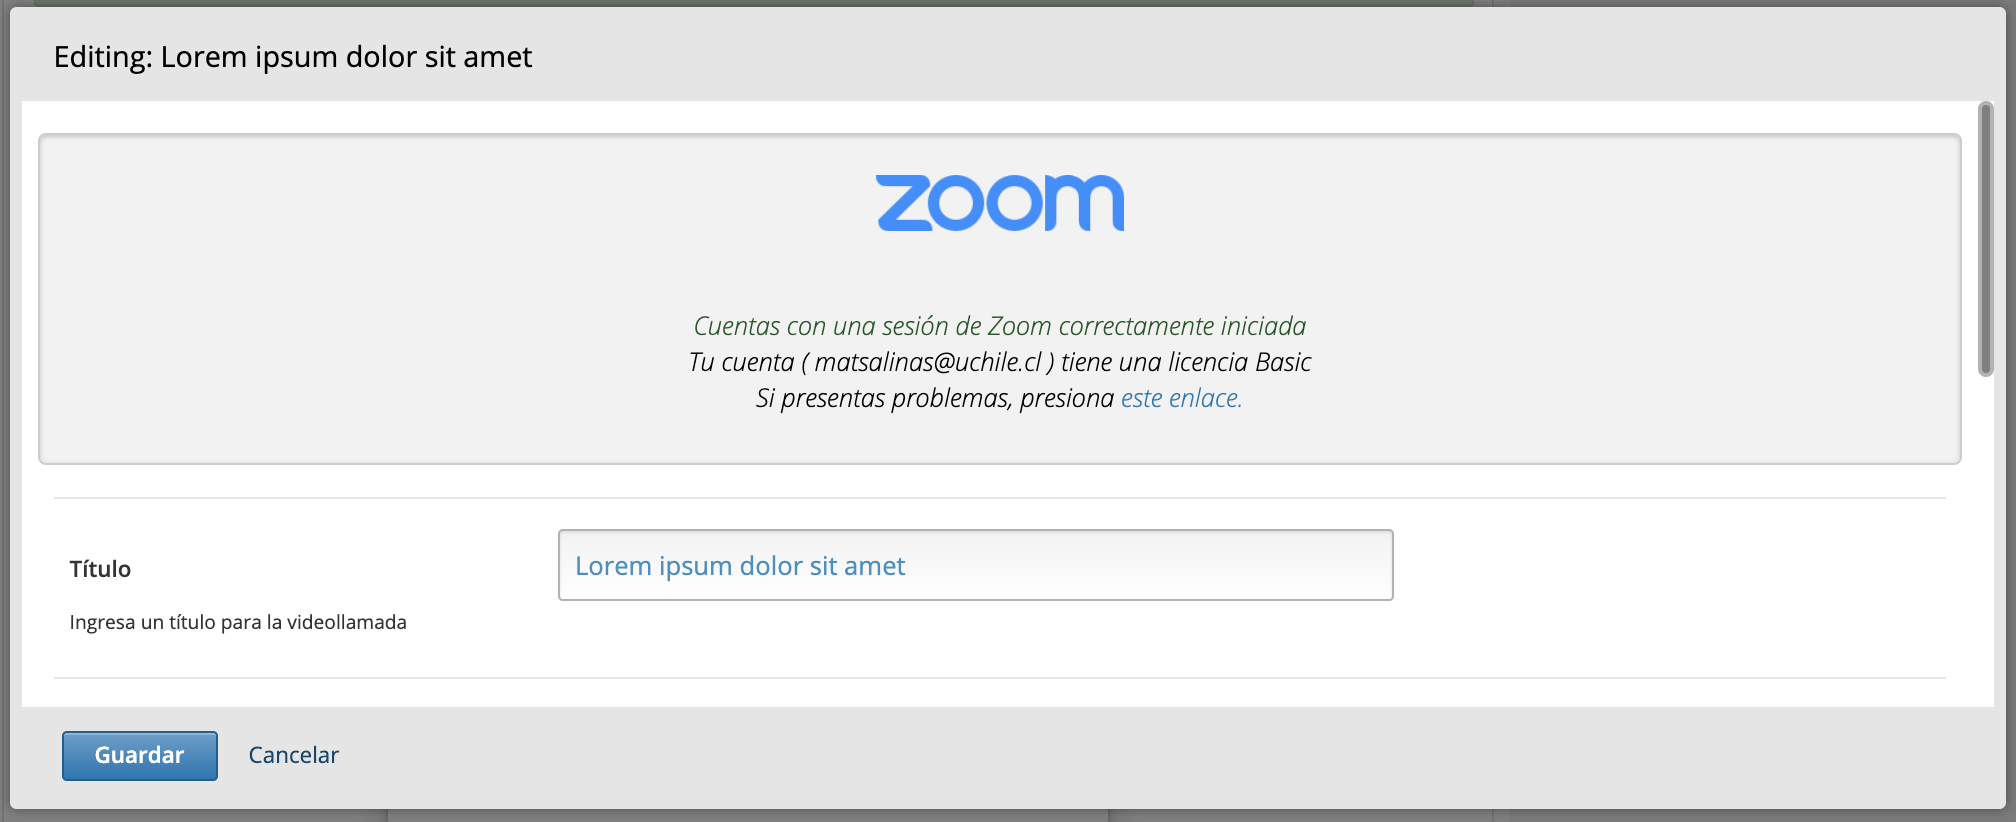 Editing: Lorem ipsum dolor sit amet
zoom
Cuentas con una sesión de Zoom correctamente iniciada
Tu cuenta ( matsalinas@uchile.cl ) tiene una licencia Basic
Si presentas problemas, presiona este enlace.
Título
Lorem ipsum dolor sit amet
Ingresa un título para la videollamada
Guardar
Cancelar